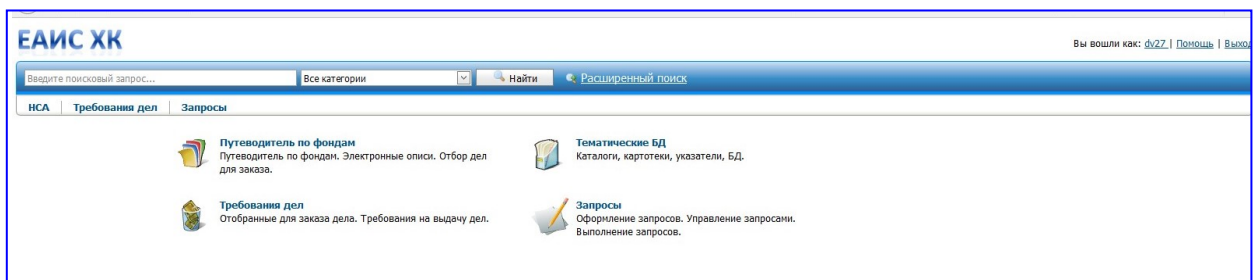 ЕАИС ХК
Вы вошли как: dv27 | Помощь | Выход
Введите поисковый запрос... Все категории Найти Расширенный поиск
НСА Требования дел Запросы
Путеводитель по фондам
Путеводитель по фондам. Электронные описи. Отбор дел
для заказа.
Тематические БД
Каталоги, картотеки, указатели, БД.
Требования дел
Отобранные для заказа дела. Требования на выдачу дел.
Запросы
Оформление запросов. Управление запросами.
Выполнение запросов.